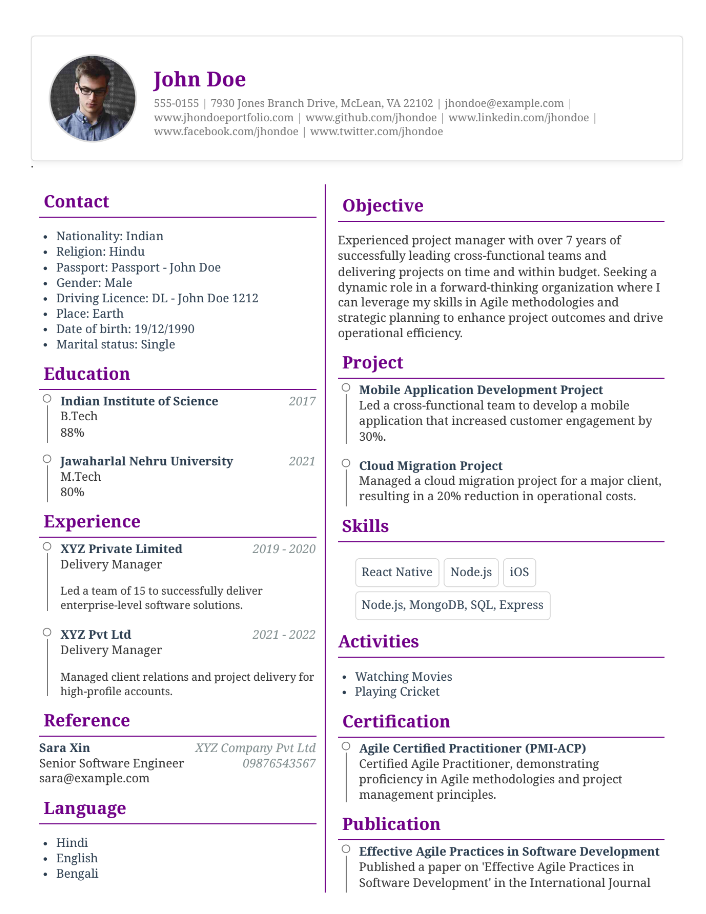 John Doe
555-0155 | 7930 Jones Branch Drive, McLean, VA 22102 | jhondoe@example.com |
www.jhondoeportfolio.com | www.github.com/jhondoe | www.linkedin.com/jhondoe |
www.facebook.com/jhondoe | www.twitter.com/jhondoe
.
Contact
• Nationality: Indian
• Religion: Hindu
• Passport: Passport - John Doe
• Gender: Male
• Driving Licence: DL - John Doe 1212
• Place: Earth
• Date of birth: 19/12/1990
• Marital status: Single
Education
Indian Institute of Science 2017
B.Tech
88%
Jawaharlal Nehru University 2021
M.Tech
80%
Experience
XYZ Private Limited 2019 - 2020
Delivery Manager
Led a team of 15 to successfully deliver
enterprise-level software solutions.
XYZ Pvt Ltd 2021 - 2022
Delivery Manager
Managed client relations and project delivery for
high-profile accounts.
Reference
Sara Xin XYZ Company Pvt Ltd
Senior Software Engineer 09876543567
sara@example.com
Language
• Hindi
• English
• Bengali
Objective
Experienced project manager with over 7 years of
successfully leading cross-functional teams and
delivering projects on time and within budget. Seeking a
dynamic role in a forward-thinking organization where I
can leverage my skills in Agile methodologies and
strategic planning to enhance project outcomes and drive
operational efficiency.
Project
Mobile Application Development Project
Led a cross-functional team to develop a mobile
application that increased customer engagement by
30%.
Cloud Migration Project
Managed a cloud migration project for a major client,
resulting in a 20% reduction in operational costs.
Skills
React Native Node.js iOS
Node.js, MongoDB, SQL, Express
Activities
• Watching Movies
• Playing Cricket
Certification
Agile Certified Practitioner (PMI-ACP)
Certified Agile Practitioner, demonstrating
proficiency in Agile methodologies and project
management principles.
Publication
Effective Agile Practices in Software Development
Published a paper on 'Effective Agile Practices in
Software Development' in the International Journal